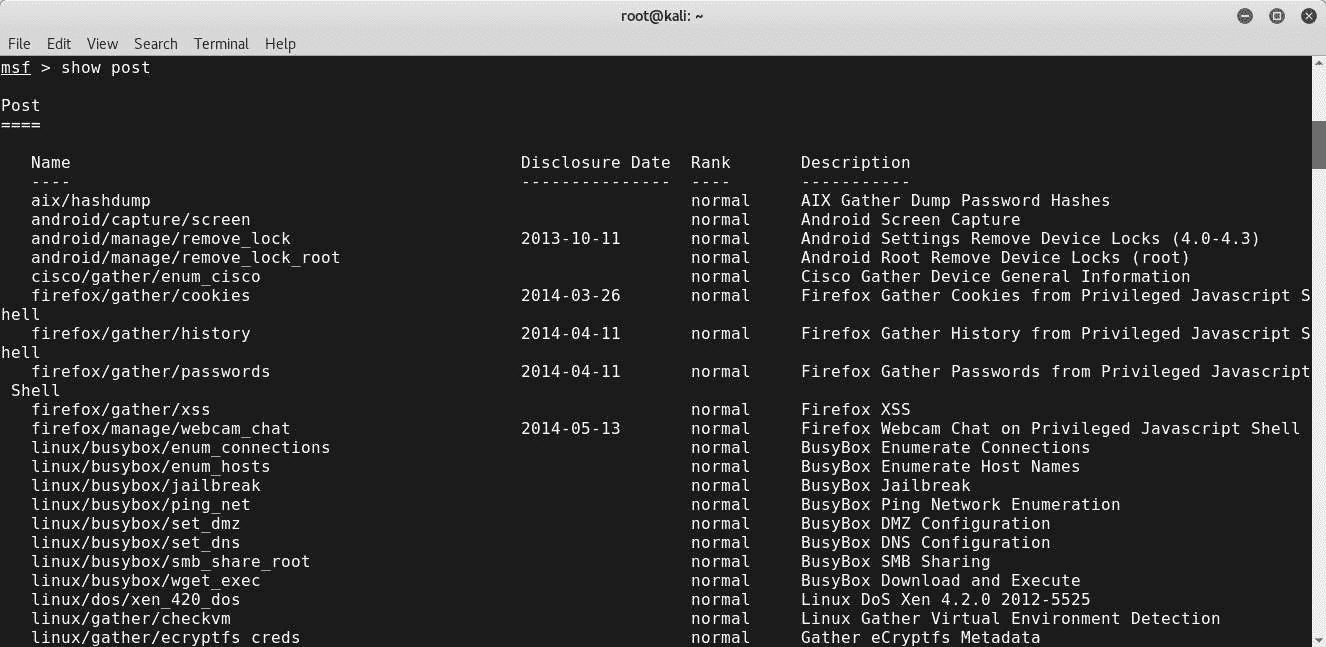 root@kali: ~
File Edit View Search Terminal Help
msf > show post
Post
====
Name Disclosure Date Rank Description
---- --------------- ---- -----------
aix/hashdump normal AIX Gather Dump Password Hashes
android/capture/screen normal Android Screen Capture
android/manage/remove_lock 2013-10-11 normal Android Settings Remove Device Locks (4.0-4.3)
android/manage/remove_lock_root normal Android Root Remove Device Locks (root)
cisco/gather/enum_cisco normal Cisco Gather Device General Information
firefox/gather/cookies 2014-03-26 normal Firefox Gather Cookies from Privileged Javascript S
hell
firefox/gather/history 2014-04-11 normal Firefox Gather History from Privileged Javascript S
hell
firefox/gather/passwords 2014-04-11 normal Firefox Gather Passwords from Privileged Javascript
Shell
firefox/gather/xss normal Firefox XSS
firefox/manage/webcam_chat 2014-05-13 normal Firefox Webcam Chat on Privileged Javascript Shell
linux/busybox/enum_connections normal BusyBox Enumerate Connections
linux/busybox/enum_hosts normal BusyBox Enumerate Host Names
linux/busybox/jailbreak normal BusyBox Jailbreak
linux/busybox/ping_net normal BusyBox Ping Network Enumeration
linux/busybox/set_dmz normal BusyBox DMZ Configuration
linux/busybox/set_dns normal BusyBox DNS Configuration
linux/busybox/smb_share_root normal BusyBox SMB Sharing
linux/busybox/wget_exec normal BusyBox Download and Execute
linux/dos/xen_420_dos normal Linux DoS Xen 4.2.0 2012-5525
linux/gather/checkvm normal Linux Gather Virtual Environment Detection
linux/gather/ecryptfs_creds normal Gather eCryptfs Metadata